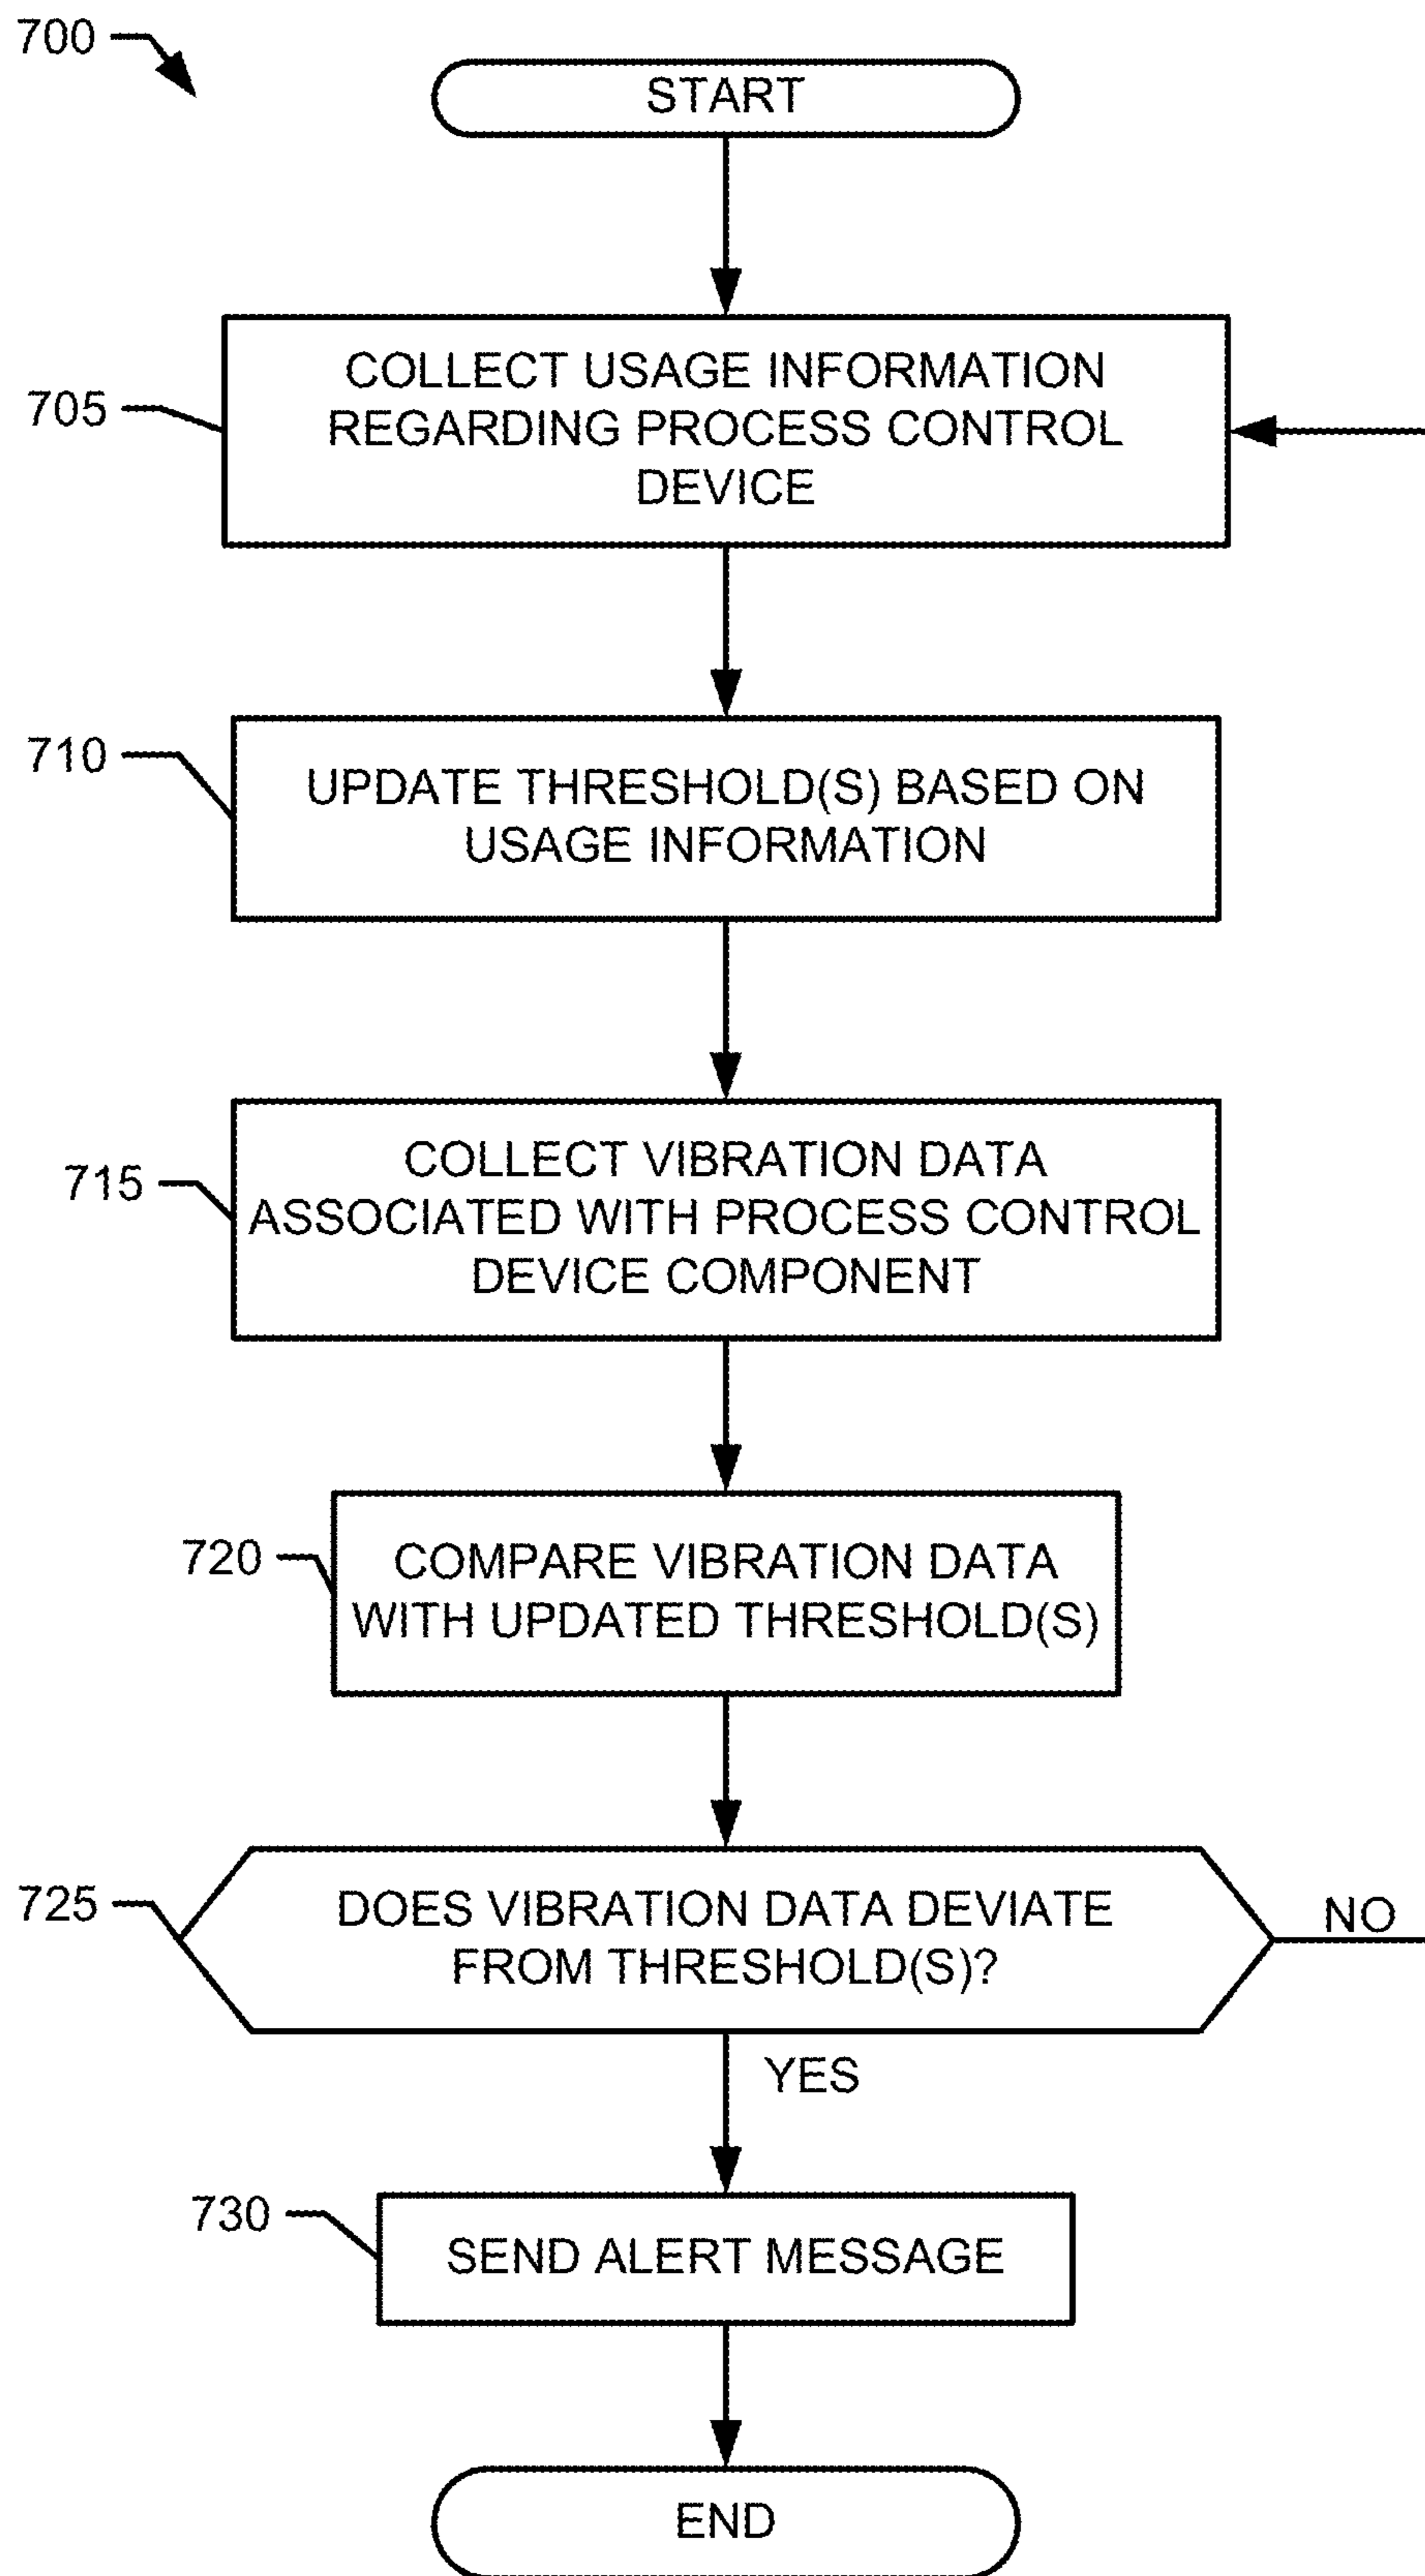 700
START
705
COLLECT USAGE INFORMATION
REGARDING PROCESS CONTROL
DEVICE
710
UPDATE THRESHOLD(S) BASED ON
USAGE INFORMATION
715
COLLECT VIBRATION DATA
ASSOCIATED WITH PROCESS CONTROL
DEVICE COMPONENT
720
COMPARE VIBRATION DATA
WITH UPDATED THRESHOLD(S)
725
DOES VIBRATION DATA DEVIATE
FROM THRESHOLD(S)?
NO
YES
730
SEND ALERT MESSAGE
END